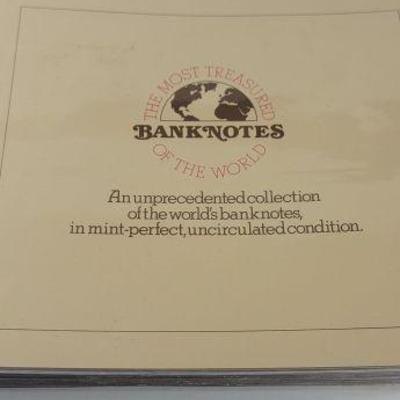 THE MOST TREASURED
BANKNOTES
OF THE WORLD
An unprecedented collection
of the world's banknotes,
in mint-perfect, uncirculated condition.